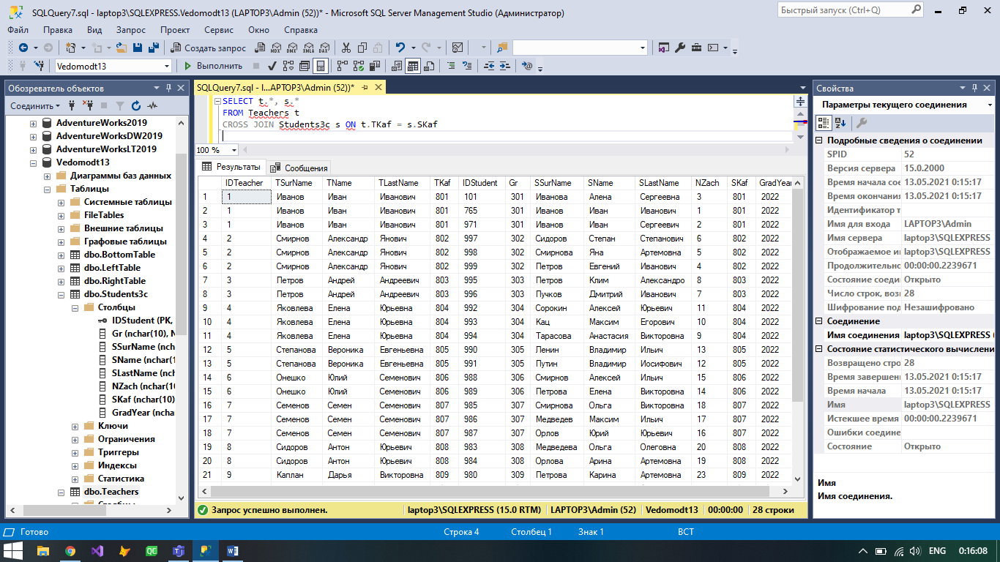 SQLQuery7.sql - laptop3\SQLEXPRESS.Vedomodt13 (LAPTOP3\Admin (52))* - Microsoft SQL Server Management Studio (Администратор)
Быстрый запуск (Ctrl+Q)
Файл Правка Вид Запрос Проект Сервис Окно Справка
Создать запрос MDX DMX XMLA DAX
Vedomodt13 Выполнить
Обозреватель объектов
Соединить
AdventureWorks2019
AdventureWorksDW2019
AdventureWorksLT2019
Vedomodt13
Диаграммы баз данных
Таблицы
Системные таблицы
FileTables
Внешние таблицы
Графовые таблицы
dbo.BottomTable
dbo.LeftTable
dbo.RightTable
dbo.Students3c
Столбцы
IDStudent (PK,
Gr (nchar(10), N
SSurName (nch
SName (nchar(1
SLastName (nch
NZach (nchar(10
SKaf (nchar(10)
GradYear (ncha
Ключи
Ограничения
Триггеры
Индексы
Статистика
dbo.Teachers
SQLQuery7.sql - l...APTOP3\Admin (52))*
SELECT t.*, s.*
FROM Teachers t
CROSS JOIN Students3c s ON t.TKaf = s.SKaf
100 %
Результаты Сообщения
IDTeacher TSurName TName TLastName TKaf IDStudent Gr SSurName SName SLastName NZach SKaf GradYear
1 1 Иванов Иван Иванович 801 101 301 Иванова Алена Сергеевна 3 801 2022
2 1 Иванов Иван Иванович 801 765 301 Иванов Иван Иванович 1 801 2022
3 1 Иванов Иван Иванович 801 971 301 Иванов Иван Сергеевич 2 801 2022
4 2 Смирнов Александр Янович 802 997 302 Сидоров Степан Степанович 6 802 2022
5 2 Смирнов Александр Янович 802 998 302 Смирнова Яна Артемовна 5 802 2022
6 2 Смирнов Александр Янович 802 999 302 Петров Евгений Иванович 4 802 2022
7 3 Петров Андрей Андреевич 803 995 303 Петров Клим Александро 8 803 2022
8 3 Петров Андрей Андреевич 803 996 303 Пучков Дмитрий Иванович 7 803 2022
9 4 Яковлева Елена Юрьевна 804 992 304 Сорокин Алексей Юрьевич 11 804 2022
10 4 Яковлева Елена Юрьевна 804 993 304 Кац Максим Егорович 10 804 2022
11 4 Яковлева Елена Юрьевна 804 994 304 Тарасова Анастасия Викторовна 9 804 2022
12 5 Степанова Вероника Евгеньевна 805 990 305 Ленин Владимир Ильич 13 805 2022
13 5 Степанова Вероника Евгеньевна 805 991 305 Путин Владимир Иосифович 12 805 2022
14 6 Онешко Юлий Семенович 806 988 306 Смирнов Алексей Ильич 15 806 2022
15 6 Онешко Юлий Семенович 806 989 306 Петрова Елена Викторовна 14 806 2022
16 7 Семенов Семен Семенович 807 985 307 Смирнова Ольга Викторовна 18 807 2022
17 7 Семенов Семен Семенович 807 986 307 Медведев Максим Ильич 17 807 2022
18 7 Семенов Семен Семенович 807 987 307 Орлов Юрий Юрьевич 16 807 2022
19 8 Сидоров Антон Юрьевич 808 983 308 Медведева Ольга Олеговна 20 808 2022
20 8 Сидоров Антон Юрьевич 808 984 308 Орлова Арина Артемовна 19 808 2022
21 9 Каплан Дарья Викторовна 809 980 309 Петрова Карина Артемовна 23 809 2022
Запрос успешно выполнен. laptop3\SQLEXPRESS (15.0 RTM) LAPTOP3\Admin (52) Vedomodt13 00:00:00 28 строки
Свойства
Параметры текущего соединения
Подробные сведения о соединении
SPID 52
Версия сервера 15.0.2000
Время начала сое 13.05.2021 0:15:17
Время окончания 13.05.2021 0:15:17
Идентификатор т
Имя для входа LAPTOP3\Admin
Имя сервера laptop3\SQLEXPRESS
Отображаемое и laptop3\SQLEXPRESS
Продолжительно 00:00:00.2239671
Состояние соеди Открыто
Число строк, воз 28
Шифрование под Незашифровано
Соединение
Имя соединения laptop3\SQLEXPRESS (
Состояние статистического вычислени
Возвращено стро 28
Время завершен 13.05.2021 0:15:17
Время начала 13.05.2021 0:15:17
Имя laptop3\SQLEXPRESS
Истекшее время 00:00:00.2239671
Ошибки соедине
Состояние Открыто
Имя
Имя соединения.
Готово Строка 4 Столбец 1 Знак 1 ВСТ
ENG 0:16:08